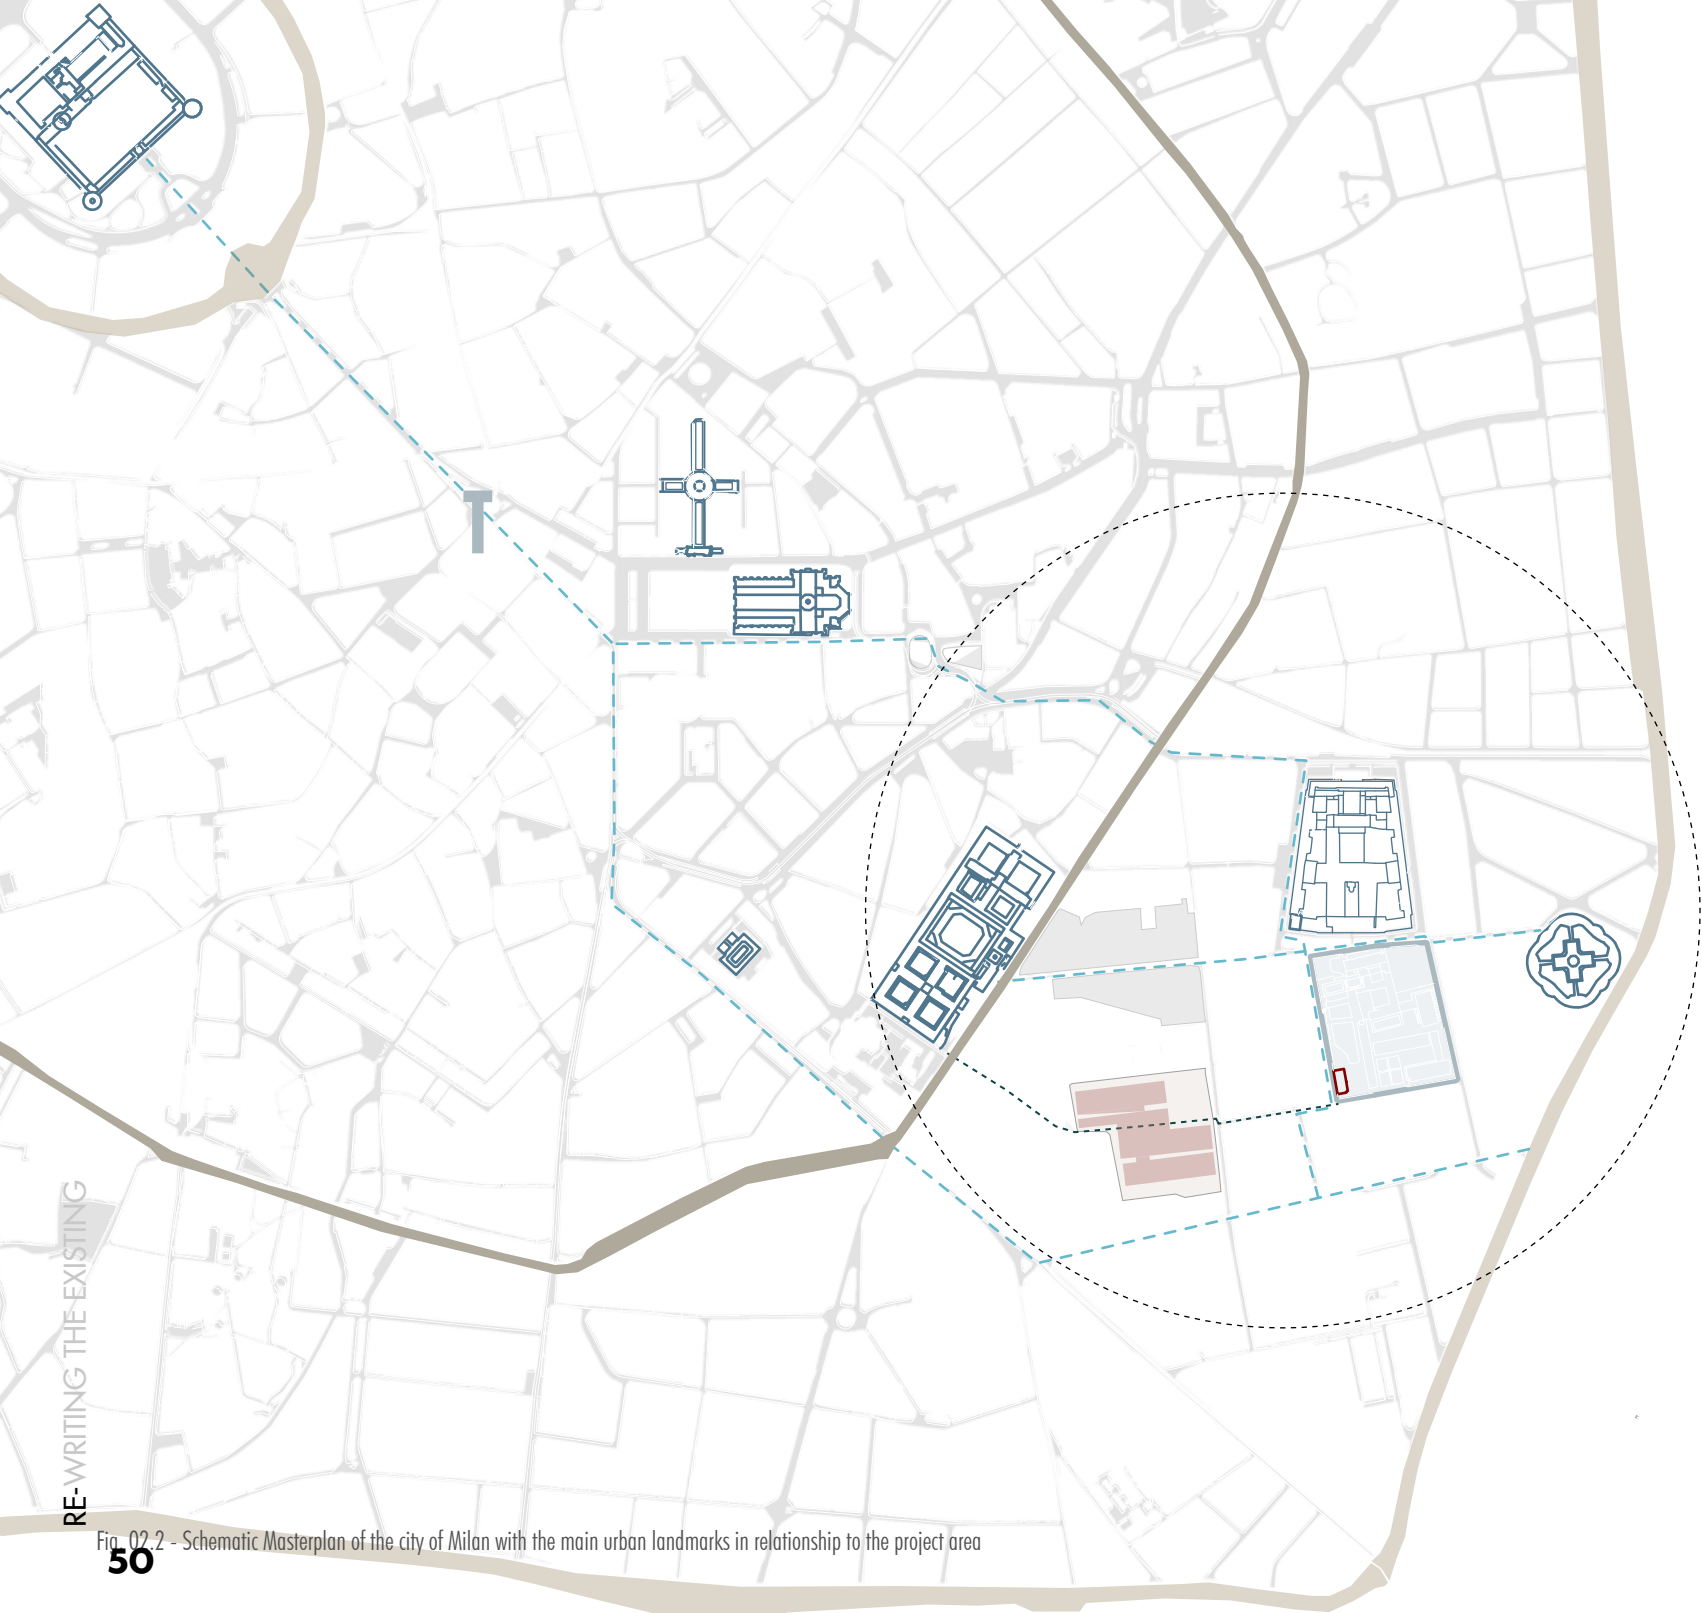 RE-WRITING THE EXISTING
Fig. 02.2 - Schematic Masterplan of the city of Milan with the main urban landmarks in relationship to the project area
50